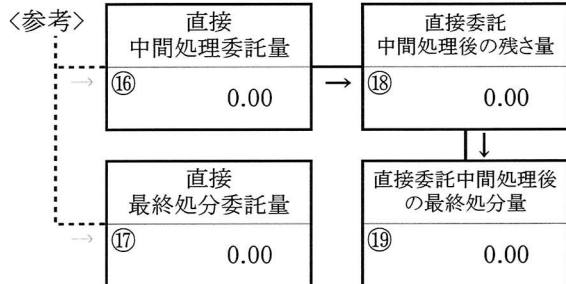 <参考>
直接
中間処理委託量
⑯
0.00
→
直接委託
中間処理後の残さ量
⑱
0.00
↓
直接
最終処分委託量
⑰
0.00
直接委託中間処理後
の最終処分量
⑲
0.00